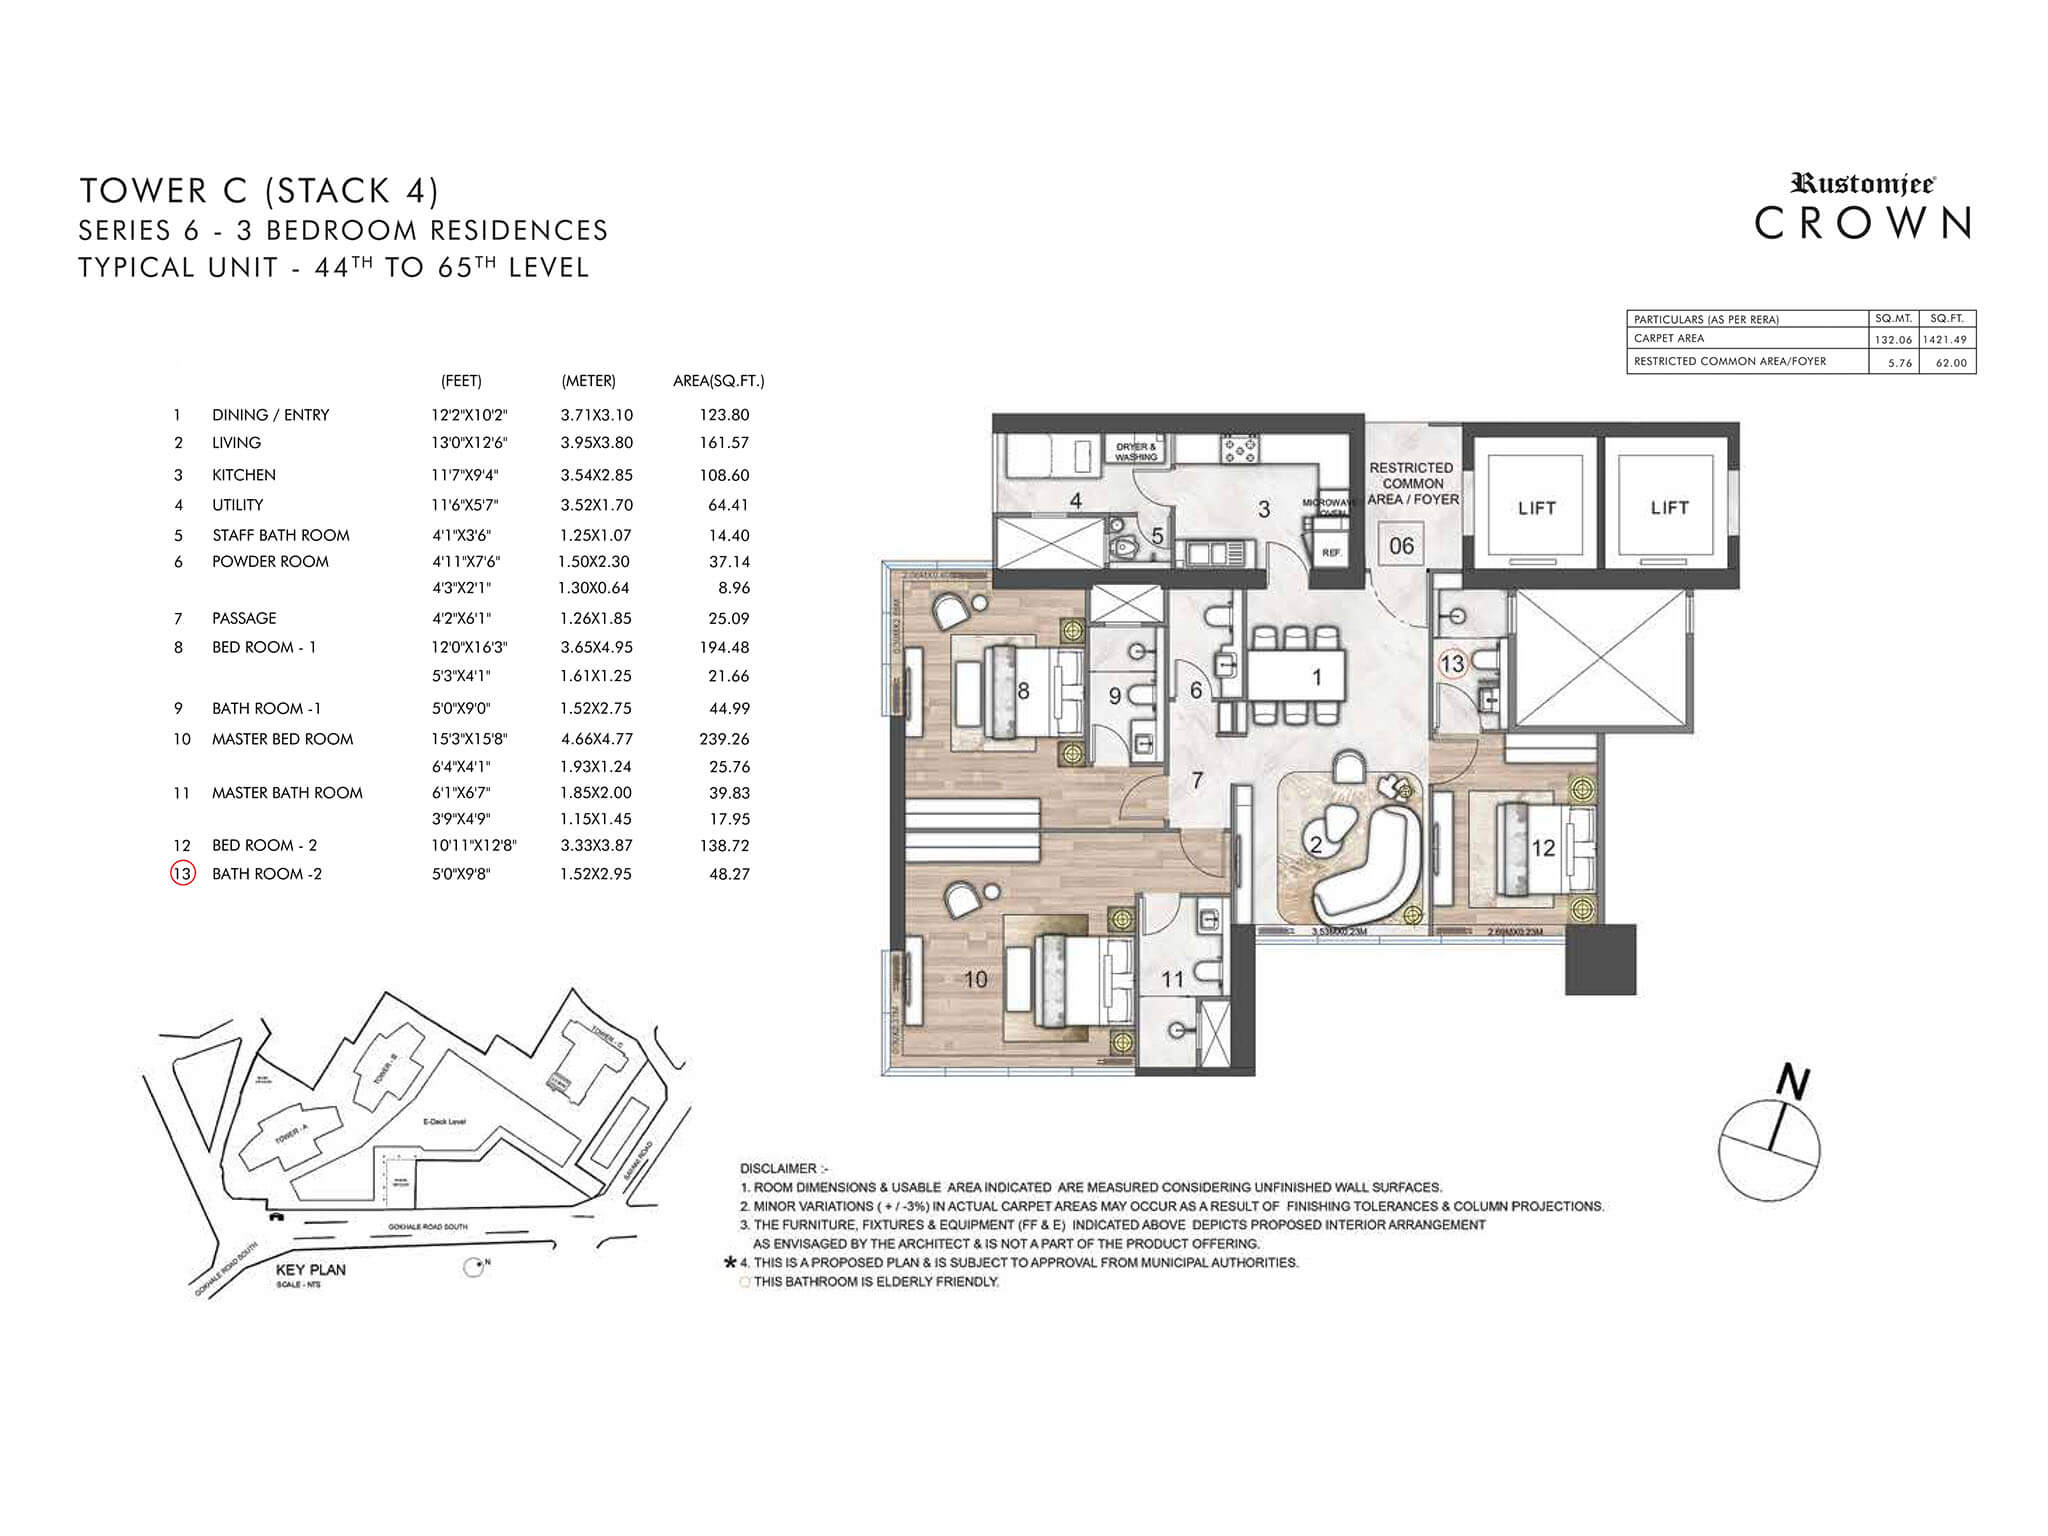 TOWER C (STACK 4)
SERIES 6 - 3 BEDROOM RESIDENCES
TYPICAL UNIT - 44TH TO 65TH LEVEL
Rustomjee
CROWN
PARTICULARS (AS PER RERA) SQ.MT. SQ.FT.
CARPET AREA 132.06 1421.49
RESTRICTED COMMON AREA/FOYER 5.76 62.00
(FEET) (METER) AREA(SQ.FT.)
1 DINING / ENTRY 12'2"X10'2" 3.71X3.10 123.80
2 LIVING 13'0"X12'6" 3.95X3.80 161.57
3 KITCHEN 11'7"X9'4" 3.54X2.85 108.60
4 UTILITY 11'6"X5'7" 3.52X1.70 64.41
5 STAFF BATH ROOM 4'1"X3'6" 1.25X1.07 14.40
6 POWDER ROOM 4'11"X7'6" 1.50X2.30 37.14
4'3"X2'1" 1.30X0.64 8.96
7 PASSAGE 4'2"X6'1" 1.26X1.85 25.09
8 BED ROOM - 1 12'0"X16'3" 3.65X4.95 194.48
5'3"X4'1" 1.61X1.25 21.66
9 BATH ROOM -1 5'0"X9'0" 1.52X2.75 44.99
10 MASTER BED ROOM 15'3"X15'8" 4.66X4.77 239.26
6'4"X4'1" 1.93X1.24 25.76
11 MASTER BATH ROOM 6'1"X6'7" 1.85X2.00 39.83
3'9"X4'9" 1.15X1.45 17.95
12 BED ROOM - 2 10'11"X12'8" 3.33X3.87 138.72
13 BATH ROOM -2 5'0"X9'8" 1.52X2.95 48.27
DRYER &
WASHING
4
5
3
MICROWAVE
OVEN
REF.
RESTRICTED
COMMON
AREA / FOYER
06
LIFT
LIFT
8
9
6
1
13
7
2
12
10
11
3.53MX0.23M
2.69MX0.23M
TOWER - A
TOWER - B
TOWER - C
E-Deck Level
GOKHALE ROAD SOUTH
GOKHALE ROAD SOUTH
SAYANI ROAD
KEY PLAN
SCALE - NTS
N
N
DISCLAIMER :-
1. ROOM DIMENSIONS & USABLE AREA INDICATED ARE MEASURED CONSIDERING UNFINISHED WALL SURFACES.
2. MINOR VARIATIONS ( + / -3%) IN ACTUAL CARPET AREAS MAY OCCUR AS A RESULT OF FINISHING TOLERANCES & COLUMN PROJECTIONS.
3. THE FURNITURE, FIXTURES & EQUIPMENT (FF & E) INDICATED ABOVE DEPICTS PROPOSED INTERIOR ARRANGEMENT
AS ENVISAGED BY THE ARCHITECT & IS NOT A PART OF THE PRODUCT OFFERING.
*4. THIS IS A PROPOSED PLAN & IS SUBJECT TO APPROVAL FROM MUNICIPAL AUTHORITIES.
THIS BATHROOM IS ELDERLY FRIENDLY.